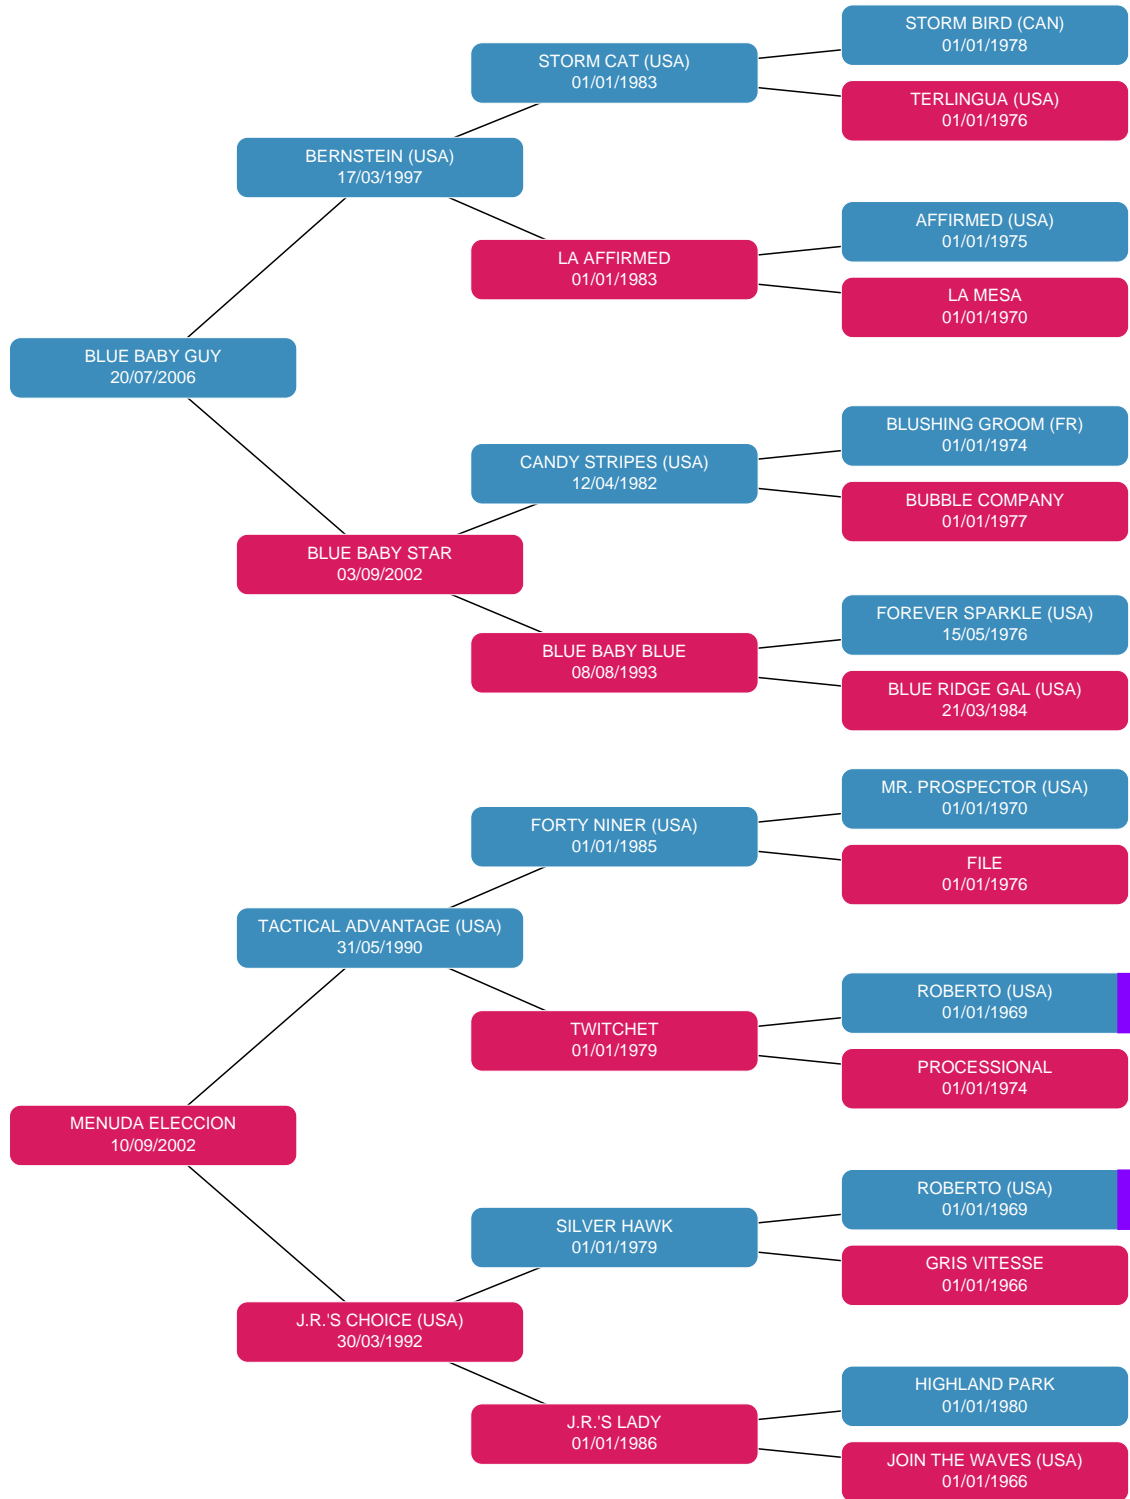 STORM BIRD (CAN)
01/01/1978
STORM CAT (USA)
01/01/1983
TERLINGUA (USA)
01/01/1976
BERNSTEIN (USA)
17/03/1997
AFFIRMED (USA)
01/01/1975
LA AFFIRMED
01/01/1983
LA MESA
01/01/1970
BLUE BABY GUY
20/07/2006
BLUSHING GROOM (FR)
01/01/1974
CANDY STRIPES (USA)
12/04/1982
BUBBLE COMPANY
01/01/1977
BLUE BABY STAR
03/09/2002
FOREVER SPARKLE (USA)
15/05/1976
BLUE BABY BLUE
08/08/1993
BLUE RIDGE GAL (USA)
21/03/1984
MR. PROSPECTOR (USA)
01/01/1970
FORTY NINER (USA)
01/01/1985
FILE
01/01/1976
TACTICAL ADVANTAGE (USA)
31/05/1990
ROBERTO (USA)
01/01/1969
TWITCHET
01/01/1979
PROCESSIONAL
01/01/1974
MENUDA ELECCION
10/09/2002
ROBERTO (USA)
01/01/1969
SILVER HAWK
01/01/1979
GRIS VITESSE
01/01/1966
J.R.'S CHOICE (USA)
30/03/1992
HIGHLAND PARK
01/01/1980
J.R.'S LADY
01/01/1986
JOIN THE WAVES (USA)
01/01/1966